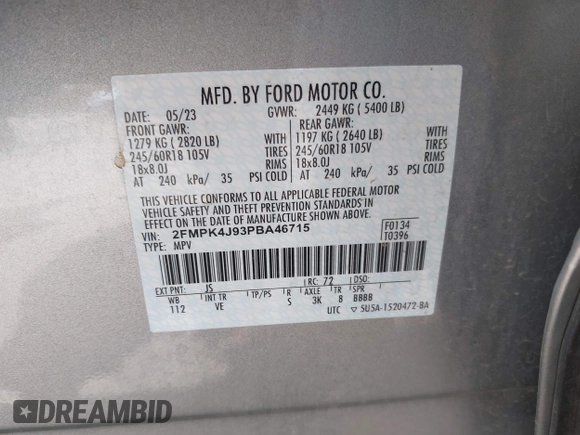 MFD. BY FORD MOTOR CO.
DATE: 05/23 GVWR: 2449 KG ( 5400 LB)
FRONT GAWR: REAR GAWR:
1279 KG ( 2820 LB) WITH 1197 KG ( 2640 LB) WITH
245/60R18 105V TIRES 245/60R18 105V TIRES
18x8.0J RIMS 18x8.0J RIMS
AT 240 kPa/ 35 PSI COLD AT 240 kPa/ 35 PSI COLD
THIS VEHICLE CONFORMS TO ALL APPLICABLE FEDERAL MOTOR
VEHICLE SAFETY AND THEFT PREVENTION STANDARDS IN
EFFECT ON THE DATE OF MANUFACTURE SHOWN ABOVE.
VIN: 2FMPK4J93PBA46715 F0134
TYPE: MPV T0396
EXT PNT: JS RC: 72 DSO:
WB INT TR TP/PS R AXLE TR SPR
112 VE S 3K 8 BBBB
UTC 5U5A-1520472-BA
DREAMBID